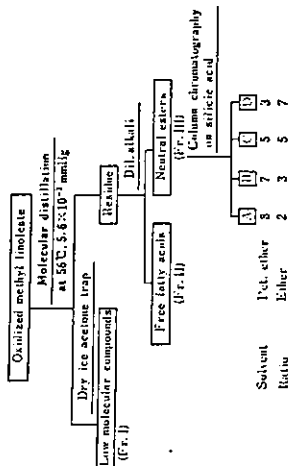 Oxidized methyl linoleate
Molecular distillation
at 56℃, 5.6×10⁻³ mmHg
Dry ice acetone trap
Low molecular compounds
(Fr. I)
Residue
Dil. alkali
Free fatty acids
(Fr. II)
Neutral esters
(Fr. III)
Column chromatography
on silicic acid
A B C D
Solvent Pet. ether 8 7 5 3
Ratio Ether 2 3 5 7